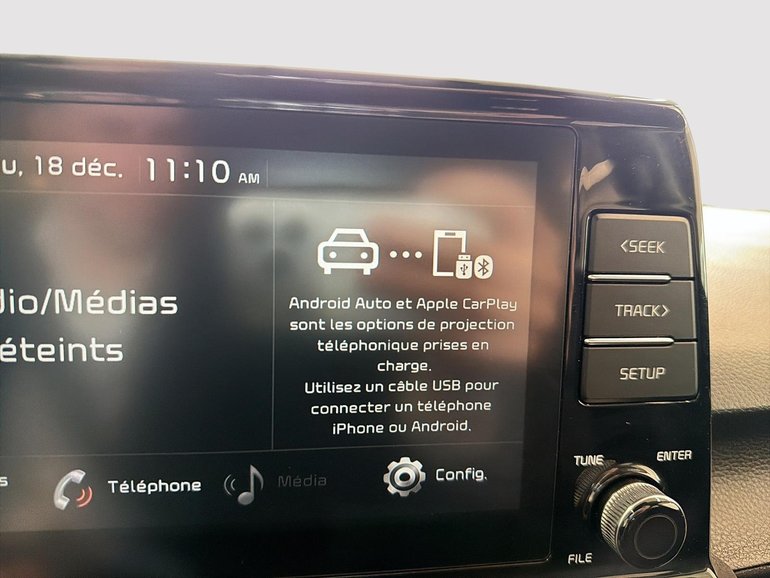 u, 18 déc. 11:10 AM
dio/Médias
éteints
Android Auto et Apple CarPlay
sont les options de projection
téléphonique prises en
charge.
Utilisez un câble USB pour
connecter un téléphone
iPhone ou Android.
s
Téléphone
Média
Config.
<SEEK
TRACK>
SETUP
TUNE
ENTER
FILE